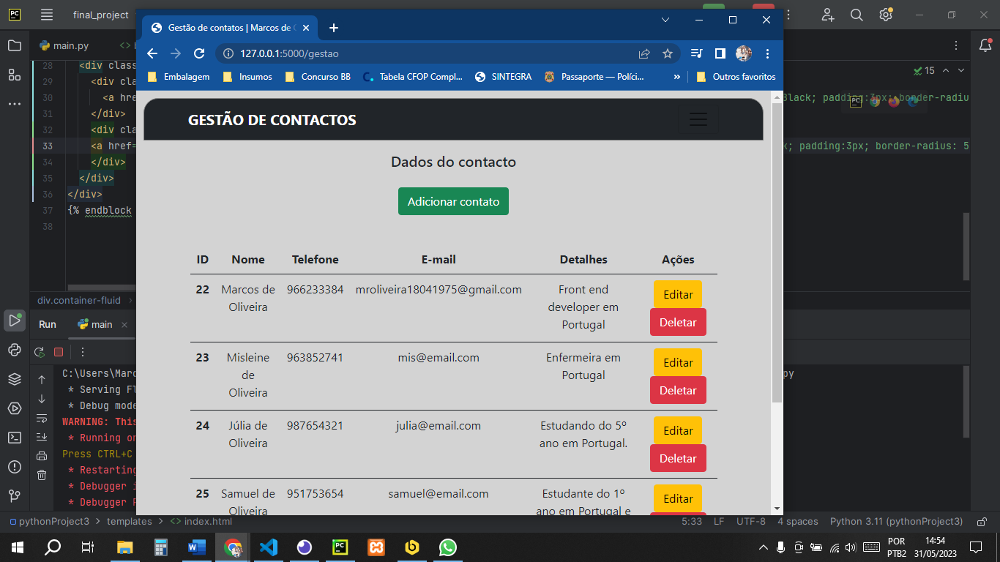 PC final_project
Gestão de contatos | Marcos de
127.0.0.1:5000/gestao
Embalagem Insumos Concurso BB Tabela CFOP Compl... SINTEGRA Passaporte — Políci... » Outros favoritos
main.py
15
28 <div class
29 <div cla
30 <a hre Black; padding:3px; border-radiu
31 </div>
32 <div cla
33 <a href= k; padding:3px; border-radius: 5
34 </div>
35 </div>
36 </div>
37 {% endblock
38
GESTÃO DE CONTACTOS
Dados do contacto
Adicionar contato
ID Nome Telefone E-mail Detalhes Ações
22 Marcos de Oliveira 966233384 mroliveira18041975@gmail.com Front end developer em Portugal Editar Deletar
23 Misleine de Oliveira 963852741 mis@email.com Enfermeira em Portugal Editar Deletar
24 Júlia de Oliveira 987654321 julia@email.com Estudando do 5º ano em Portugal. Editar Deletar
25 Samuel de Oliveira 951753654 samuel@email.com Estudante do 1º ano em Portugal e Editar
div.container-fluid
Run main
C:\Users\Marc py
* Serving Fl
* Debug mode
WARNING: This
* Running on
Press CTRL+C
* Restarting
* Debugger i
* Debugger P
pythonProject3 > templates > <> index.html 5:33 LF UTF-8 4 spaces Python 3.11 (pythonProject3)
POR
PTB2
14:54
31/05/2023